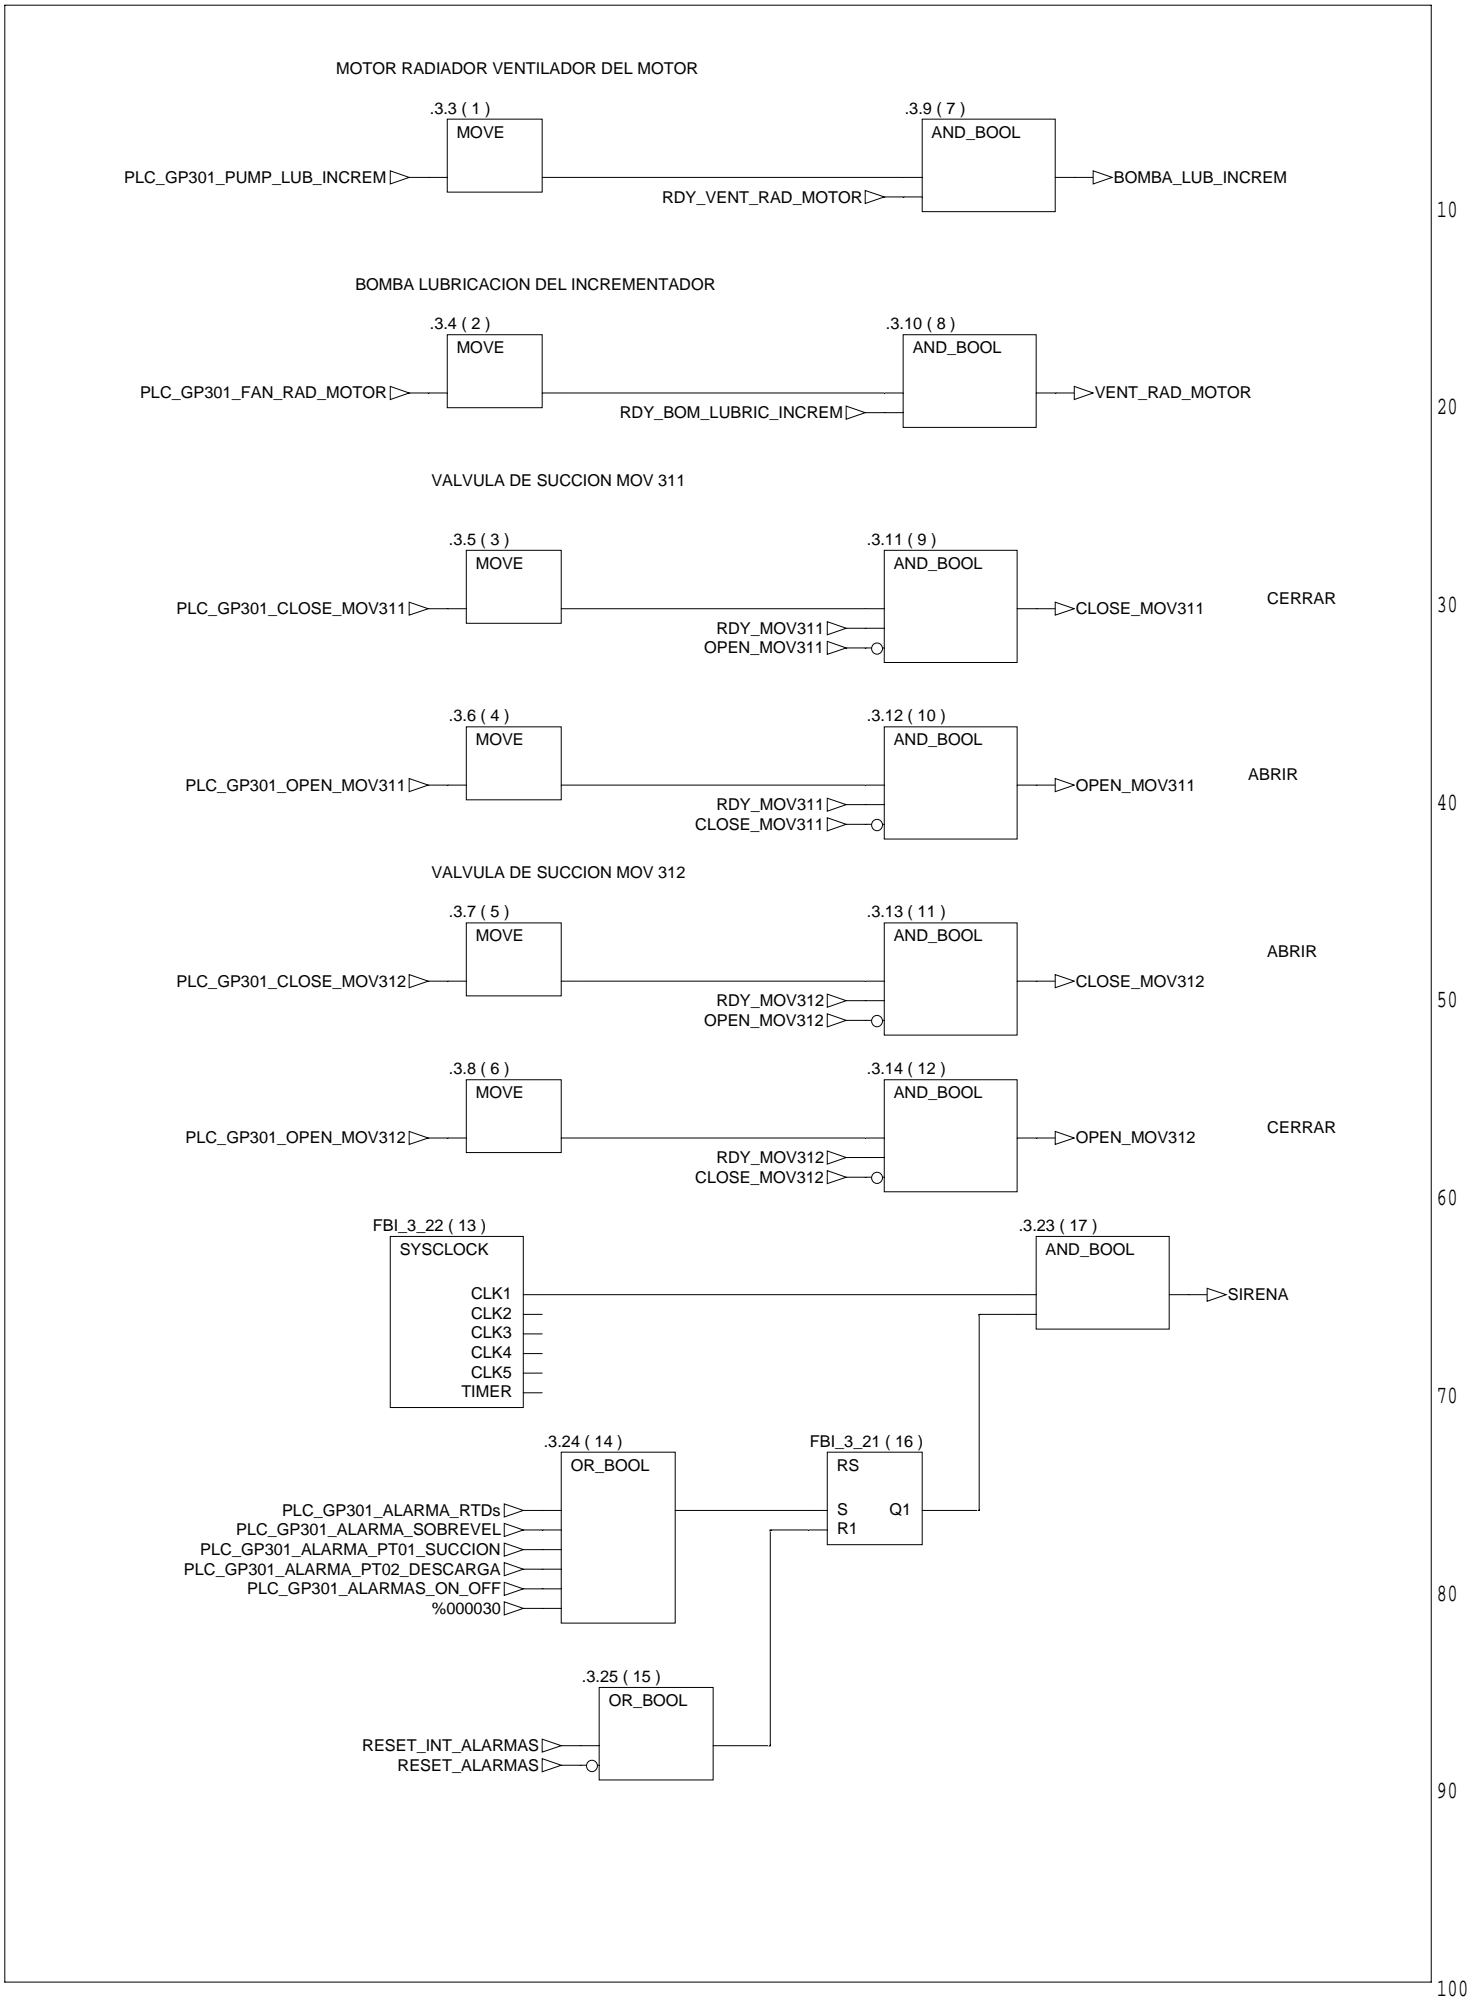 MOTOR RADIADOR VENTILADOR DEL MOTOR
.3.3 ( 1 )
MOVE
.3.9 ( 7 )
AND_BOOL
PLC_GP301_PUMP_LUB_INCREM
BOMBA_LUB_INCREM
RDY_VENT_RAD_MOTOR
10
BOMBA LUBRICACION DEL INCREMENTADOR
.3.4 ( 2 )
MOVE
.3.10 ( 8 )
AND_BOOL
PLC_GP301_FAN_RAD_MOTOR
VENT_RAD_MOTOR
RDY_BOM_LUBRIC_INCREM
20
VALVULA DE SUCCION MOV 311
.3.5 ( 3 )
MOVE
.3.11 ( 9 )
AND_BOOL
PLC_GP301_CLOSE_MOV311
CLOSE_MOV311
CERRAR
30
RDY_MOV311
OPEN_MOV311
.3.6 ( 4 )
MOVE
.3.12 ( 10 )
AND_BOOL
PLC_GP301_OPEN_MOV311
OPEN_MOV311
ABRIR
RDY_MOV311
40
CLOSE_MOV311
VALVULA DE SUCCION MOV 312
.3.7 ( 5 )
MOVE
.3.13 ( 11 )
AND_BOOL
ABRIR
PLC_GP301_CLOSE_MOV312
CLOSE_MOV312
RDY_MOV312
50
OPEN_MOV312
.3.8 ( 6 )
MOVE
.3.14 ( 12 )
AND_BOOL
PLC_GP301_OPEN_MOV312
OPEN_MOV312
CERRAR
RDY_MOV312
CLOSE_MOV312
60
FBI_3_22 ( 13 )
SYSCLOCK
.3.23 ( 17 )
AND_BOOL
CLK1
SIRENA
CLK2
CLK3
CLK4
CLK5
TIMER
70
.3.24 ( 14 )
OR_BOOL
FBI_3_21 ( 16 )
RS
PLC_GP301_ALARMA_RTDs
S
Q1
PLC_GP301_ALARMA_SOBREVEL
R1
PLC_GP301_ALARMA_PT01_SUCCION
PLC_GP301_ALARMA_PT02_DESCARGA
PLC_GP301_ALARMAS_ON_OFF
80
%000030
.3.25 ( 15 )
OR_BOOL
RESET_INT_ALARMAS
RESET_ALARMAS
90
100